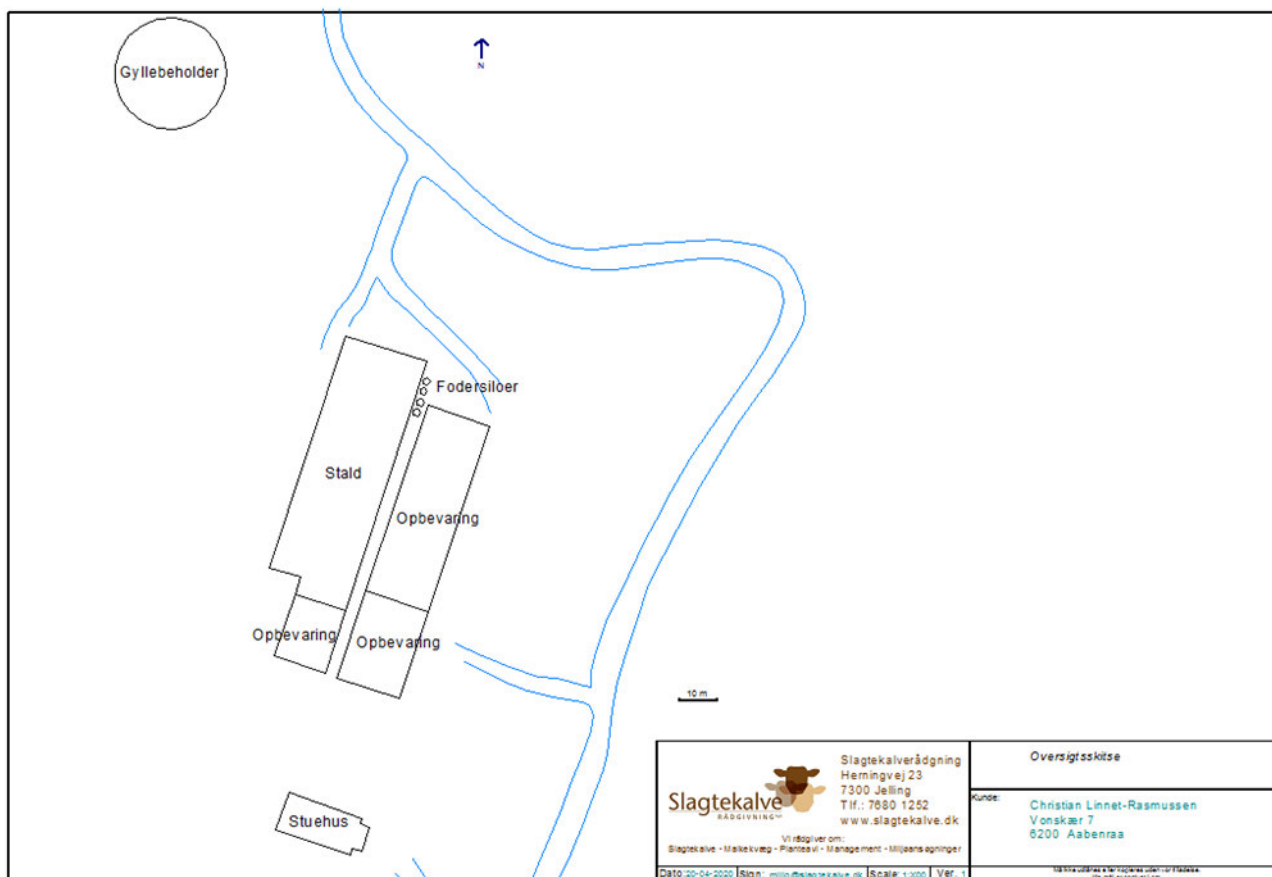 Gyllebeholder
N
Fodersiloer
Stald
Opbevaring
Opbevaring
Opbevaring
10 m
Stuehus
Slagtekalve
RÅDGIVNING
Slagtekalverådgning
Herningvej 23
7300 Jelling
Tlf.: 7680 1252
www.slagtekalve.dk
Vi rådgiver om:
Slagtekalve - Malkekvæg - Planteavl - Management - Miljøansøgninger
Oversigtsskitse
Kunde:
Christian Linnet-Rasmussen
Vonskær 7
6200 Aabenraa
Dato: 20-04-2020 Sign: Scale: Ver. 1